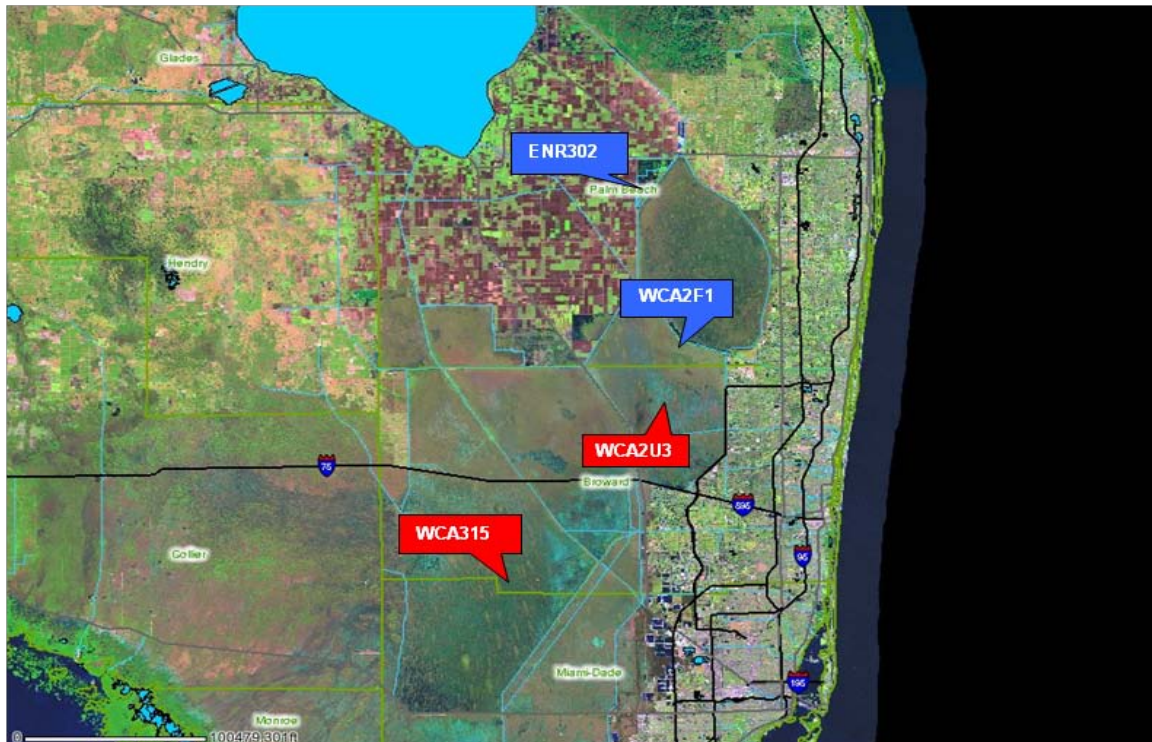 Glades
ENR302
Palm Beach
Hendry
WCA2F1
WCA2U3
75
Broward
595
WCA315
95
Collier
Miami-Dade
195
Monroe
0 100479.301ft